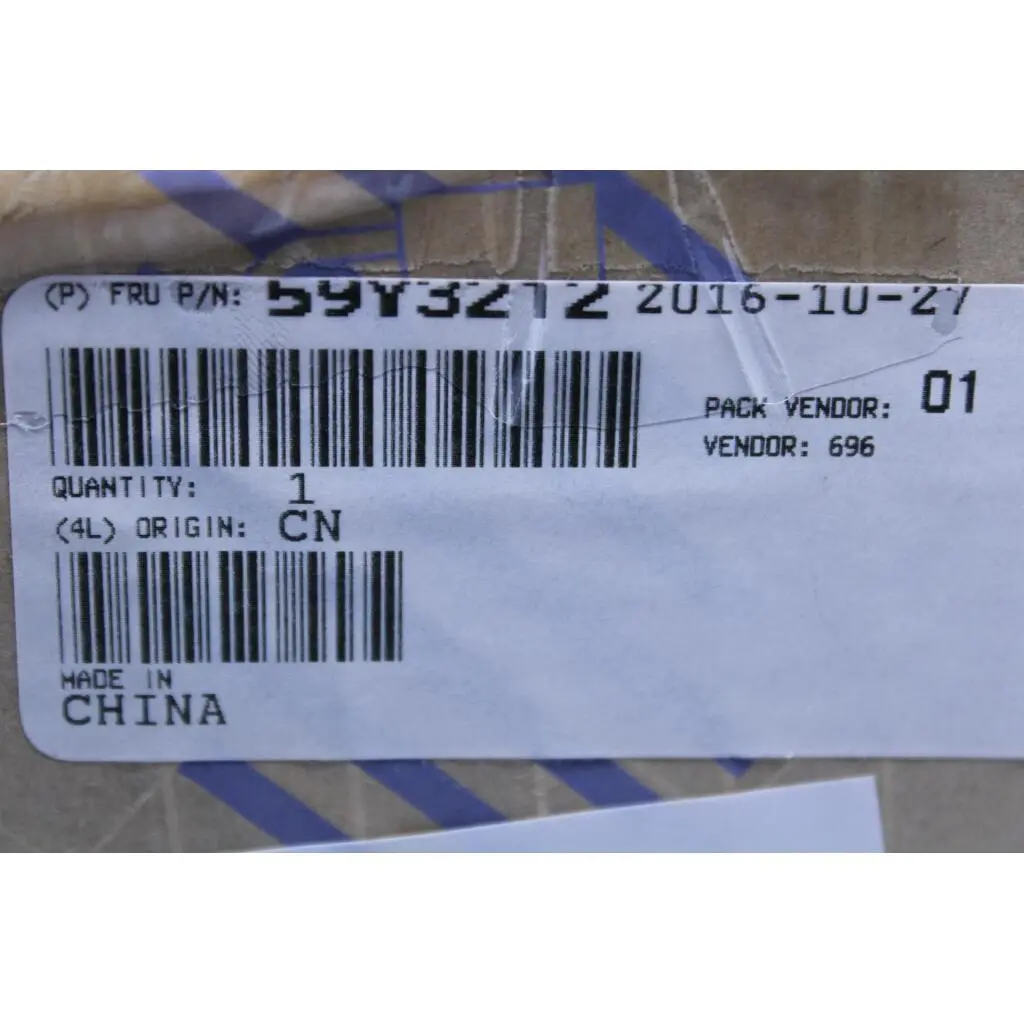 (P) FRU P/N: 59Y3212 2016-10-27
PACK VENDOR: 01
VENDOR: 696
QUANTITY: 1
(4L) ORIGIN: CN
MADE IN
CHINA